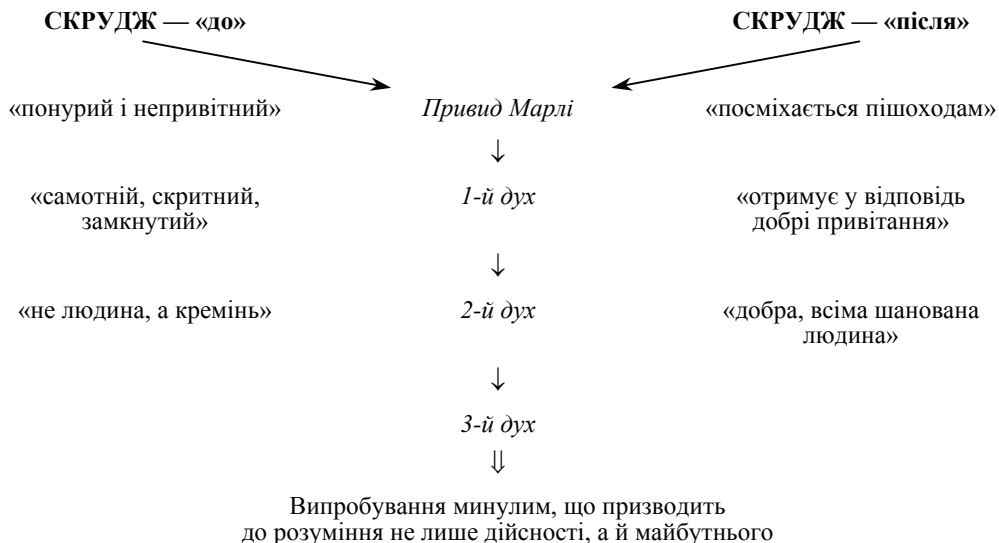 СКРУДЖ — «до» СКРУДЖ — «після»
«понурий і непривітний» Привид Марлі «посміхається пішоходам»
↓
«самотній, скритний, 1-й дух «отримує у відповідь
замкнутий» добрі привітання»
↓
«не людина, а кремінь» 2-й дух «добра, всіма шанована
людина»
↓
3-й дух
⇓
Випробування минулим, що призводить
до розуміння не лише дійсності, а й майбутнього